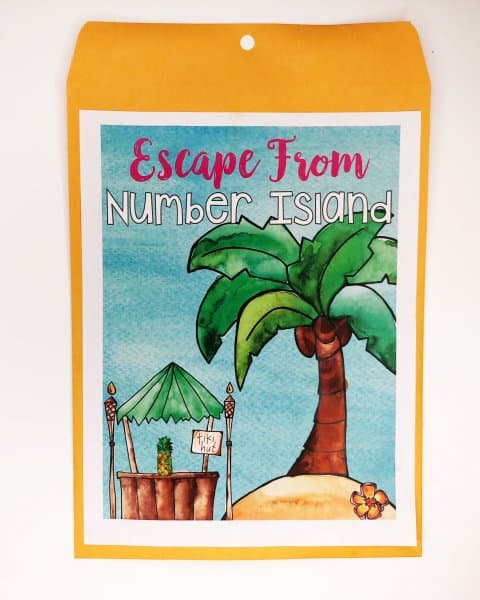 Escape From
Number Island
tiki
hut